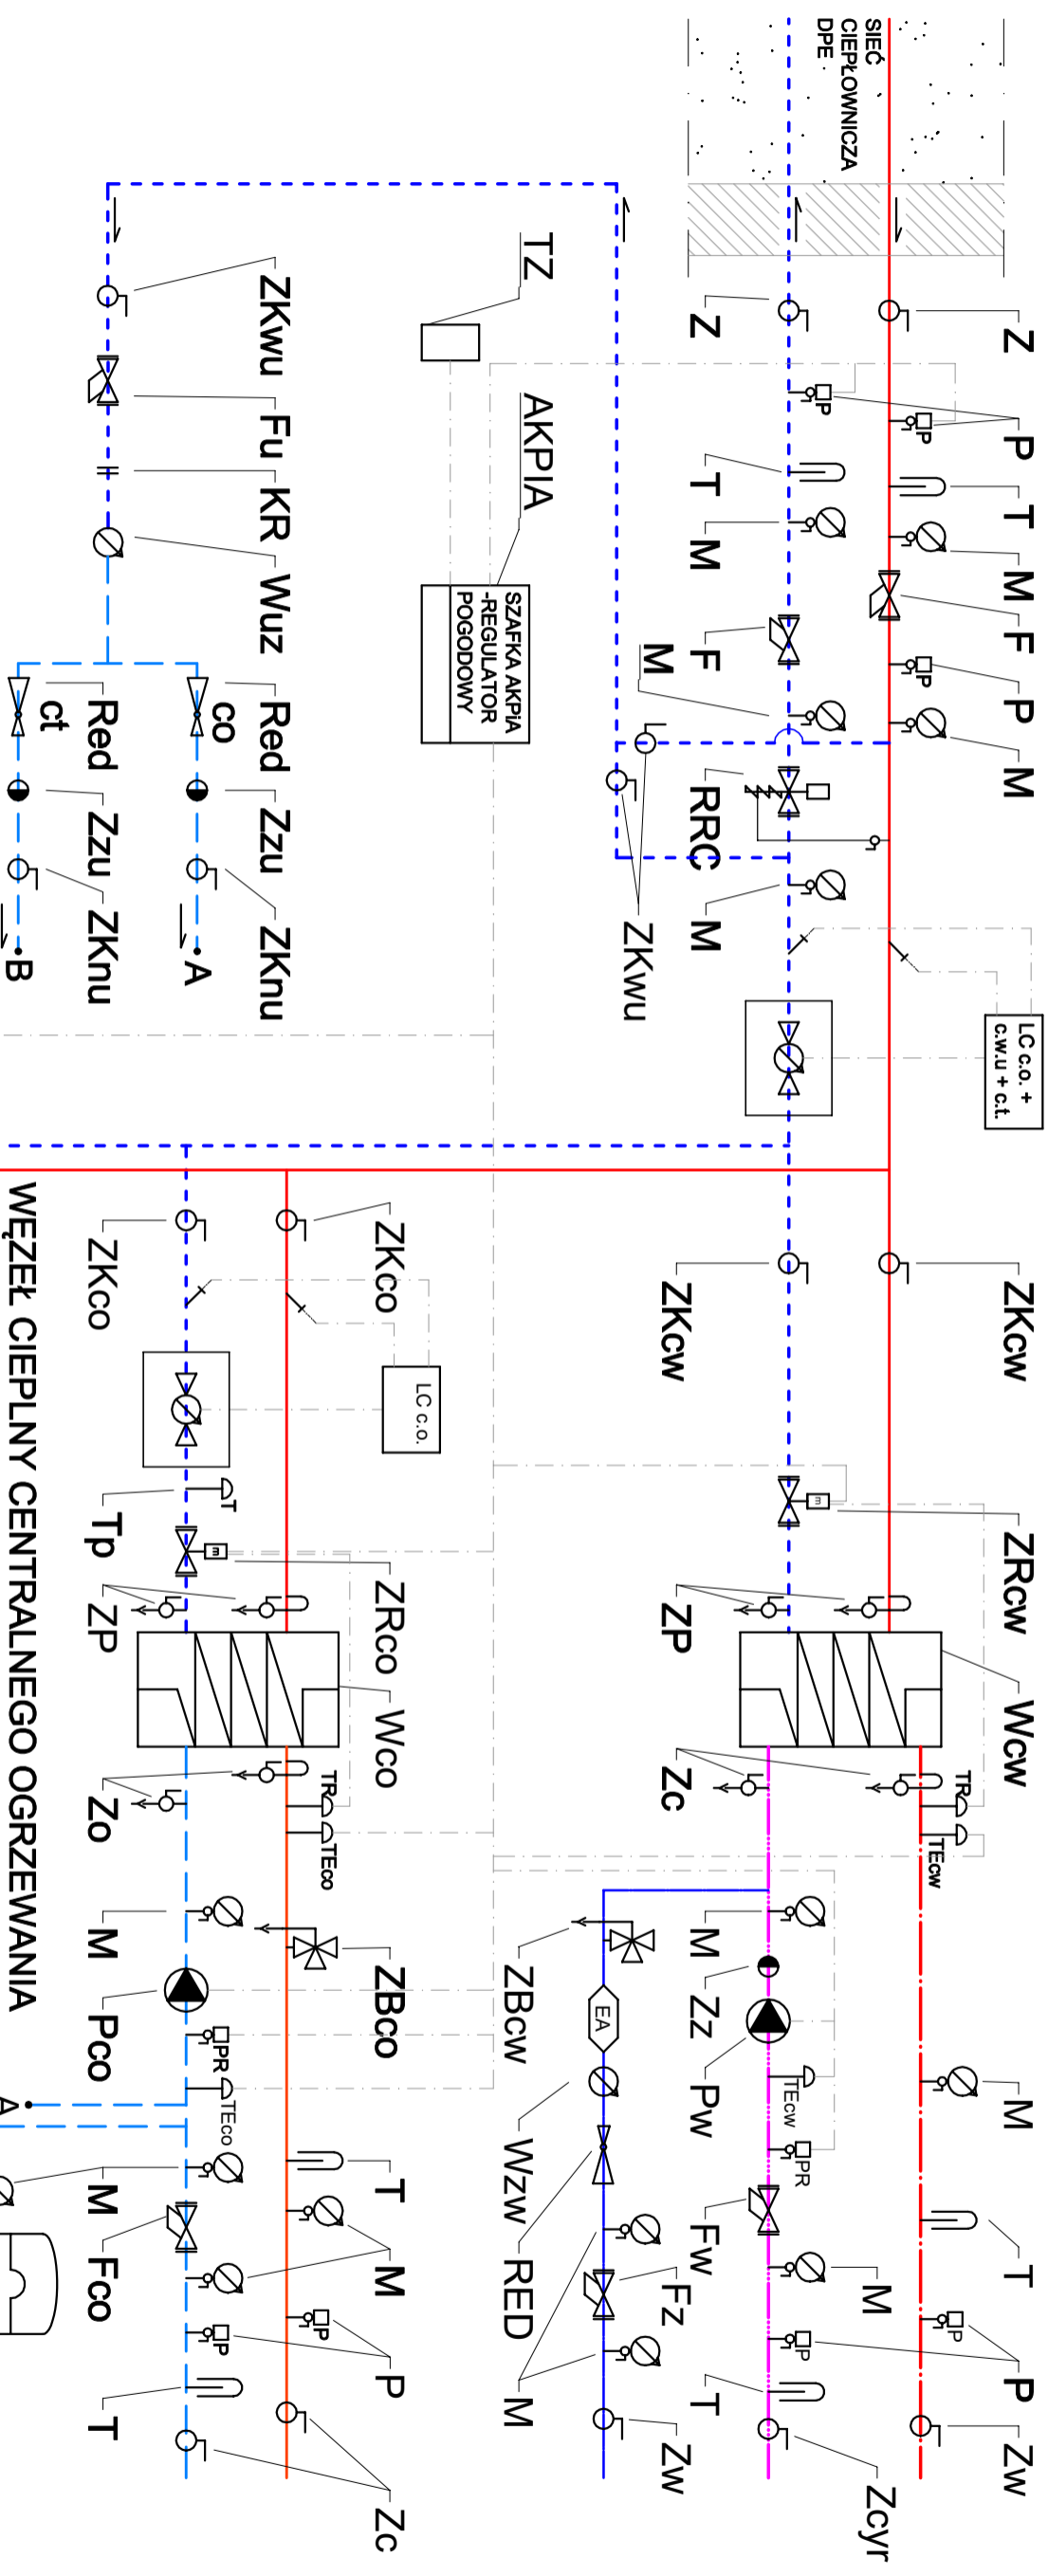 Z
P
T
M
F
P
M
LC c.o. +
c.w.u + c.t.
ZKcw
ZRcw
Wcw
M
T
P
Zw
TR
TEcw
P
P
P
SIEĆ
CIEPŁOWNICZA
DPE
P
m
M
Zcyr
TEcw
PR
P
Z
T
M
F
RRC
M
ZKcw
ZP
Zc
M
Zz
Pw
Fw
T
Fz
Zw
M
ZKwu
EA
TZ
AKPIA
SZAFKA AKPiA
-REGULATOR
POGODOWY
ZBcw
Wzw
RED
M
LC c.o.
ZKco
ZRco
Wco
ZBco
T
M
P
Zc
TR
TEco
P
ZKwu
Fu
KR
Wuz
Red
co
Zzu
ZKnu
A
T
m
PR
TEco
P
Red
ct
Zzu
ZKnu
B
ZKco
Tp
ZP
Zo
M
Pco
M
Fco
T
A
WĘZEŁ CIEPLNY CENTRALNEGO OGRZEWANIA